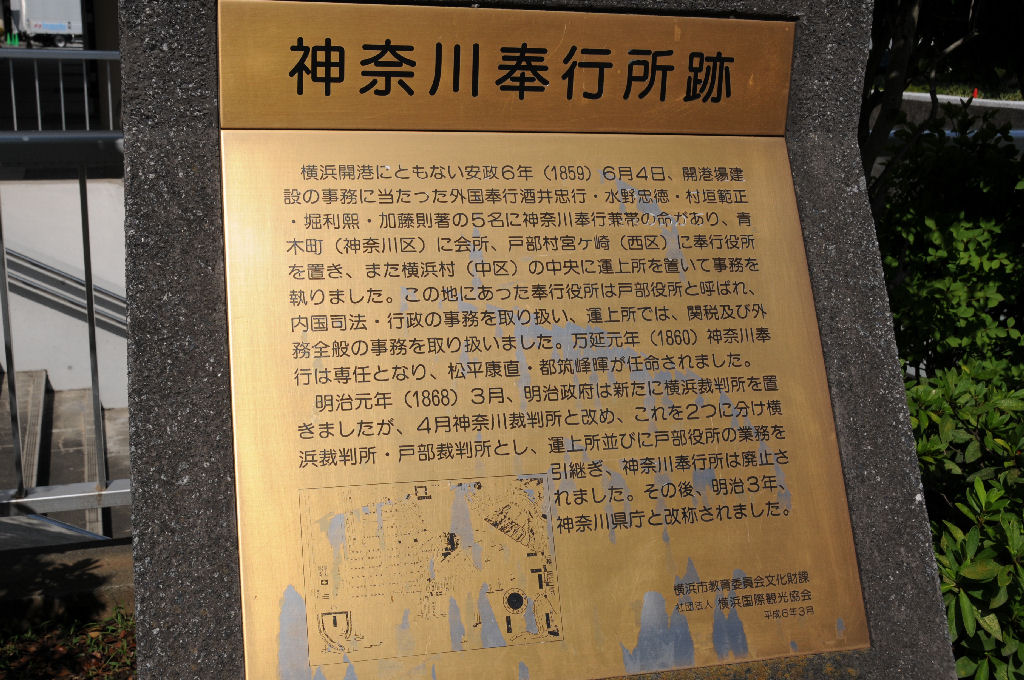 神奈川奉行所跡
横浜開港にともない安政6年（1859）6月4日、開港場建
設の事務に当たった外国奉行酒井忠行・水野忠徳・村垣範正
・堀利熙・加藤則著の5名に神奈川奉行兼帯の命があり、青
木町（神奈川区）に会所、戸部村宮ヶ崎（西区）に奉行役所
を置き、また横浜村（中区）の中央に運上所を置いて事務を
執りました。この地にあった奉行役所は戸部役所と呼ばれ、
内国司法・行政の事務を取り扱い、運上所では、関税及び外
務全般の事務を取り扱いました。万延元年（1860）神奈川奉
行は専任となり、松平康直・都筑峰暉が任命されました。
明治元年（1868）3月、明治政府は新たに横浜裁判所を置
きましたが、4月神奈川裁判所と改め、これを2つに分け横
浜裁判所・戸部裁判所とし、運上所並びに戸部役所の業務を
引継ぎ、神奈川奉行所は廃止さ
れました。その後、明治3年、
神奈川県庁と改称されました。
横浜市教育委員会文化財課
社団法人 横浜国際観光協会
平成6年3月